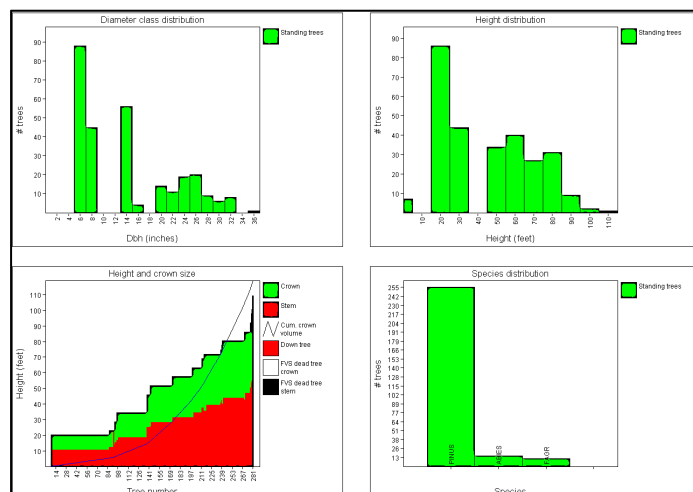 Diameter class distribution
# trees
90
80
70
60
50
40
30
20
10
2 4 6 8 10 12 14 16 17 20 22 24 26 28 30 32 34 36
Dbh (inches)
Standing trees
Height distribution
# trees
90
80
70
60
50
40
30
20
10
10 20 30 40 50 60 70 80 90 100 110
Height (feet)
Standing trees
Height and crown size
Height (feet)
110
100
90
80
70
60
50
40
30
20
10
14 28 42 56 70 84 98 112 126 141 155 169 183 197 211 225 239 253 267 281
Tree number
Crown
Stem
Cum. crown
volume
Down tree
FVS dead tree
crown
FVS dead tree
stem
Species distribution
# trees
255
242
230
217
204
191
179
166
153
140
128
115
102
89
77
64
51
38
26
13
PINUS ABIES FAOR
Species
Standing trees